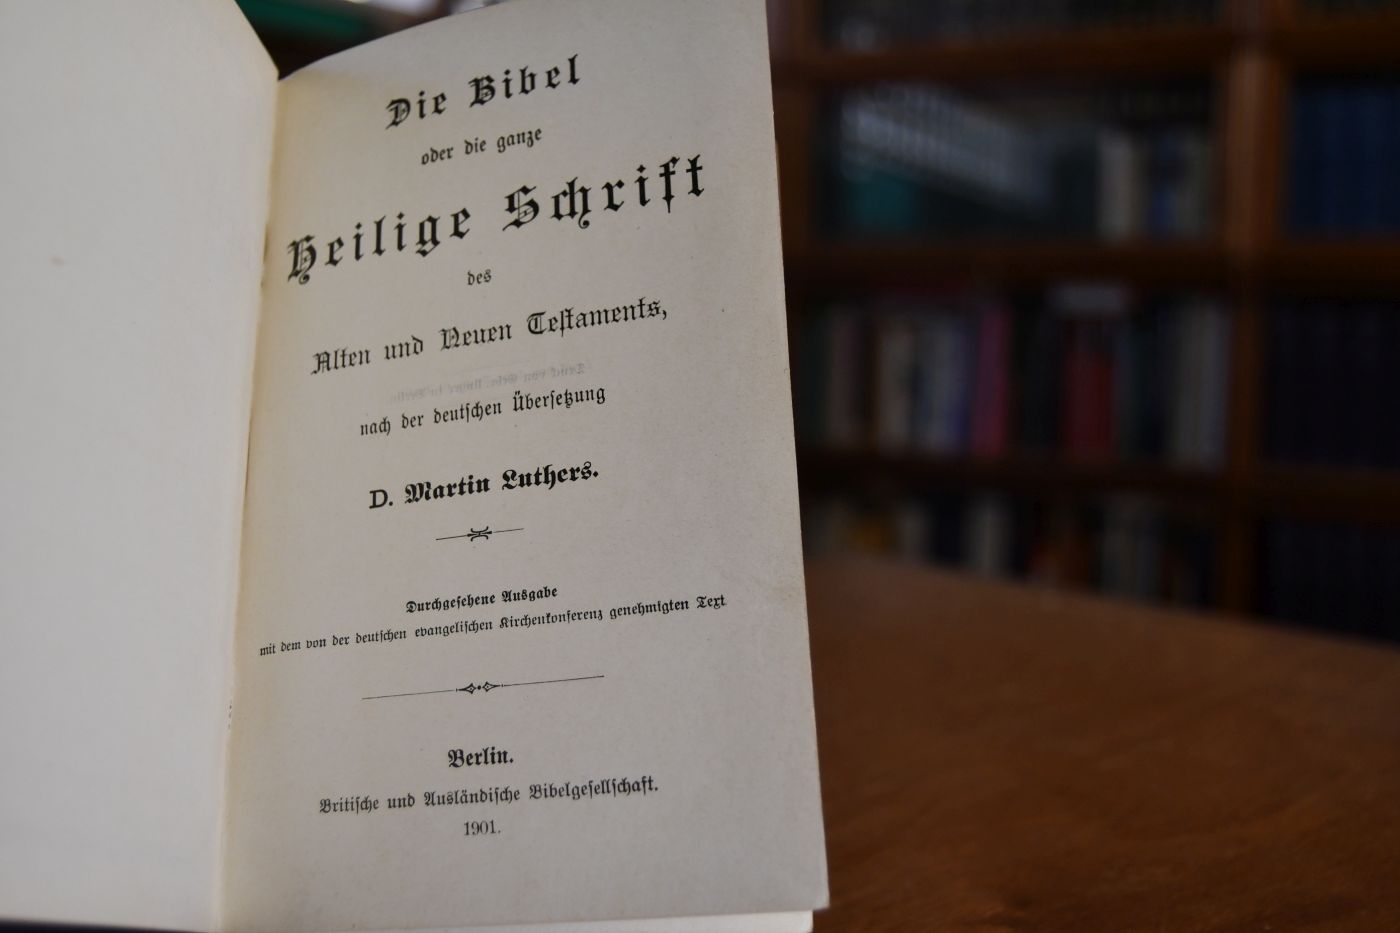 Die Bibel
oder die ganze
Heilige Schrift
des
Alten und Neuen Teſtaments,
nach der deutſchen Überſetzung
D. Martin Luthers.
Durchgeſehene Ausgabe
mit dem von der deutſchen evangeliſchen Kirchenkonferenz genehmigten Text
Berlin.
Britiſche und Ausländiſche Bibelgeſellſchaft.
1901.